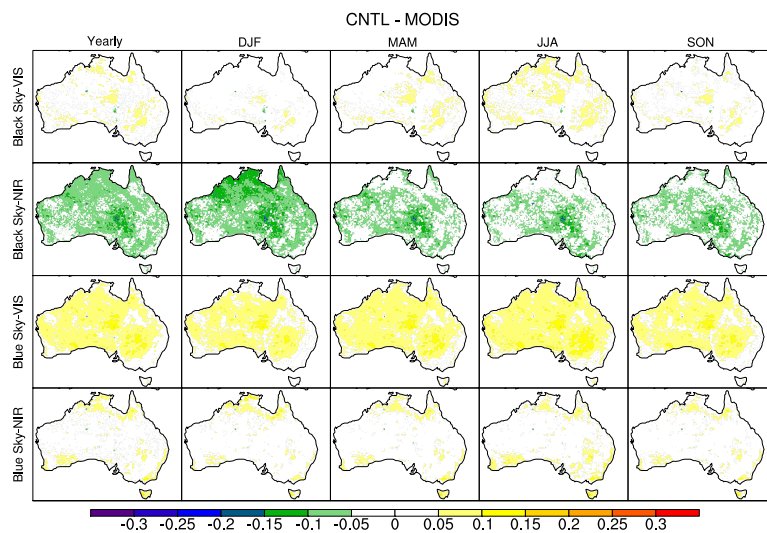 CNTL - MODIS
Yearly DJF MAM JJA SON
Black Sky-VIS
Black Sky-NIR
Blue Sky-VIS
Blue Sky-NIR
-0.3 -0.25 -0.2 -0.15 -0.1 -0.05 0 0.05 0.1 0.15 0.2 0.25 0.3